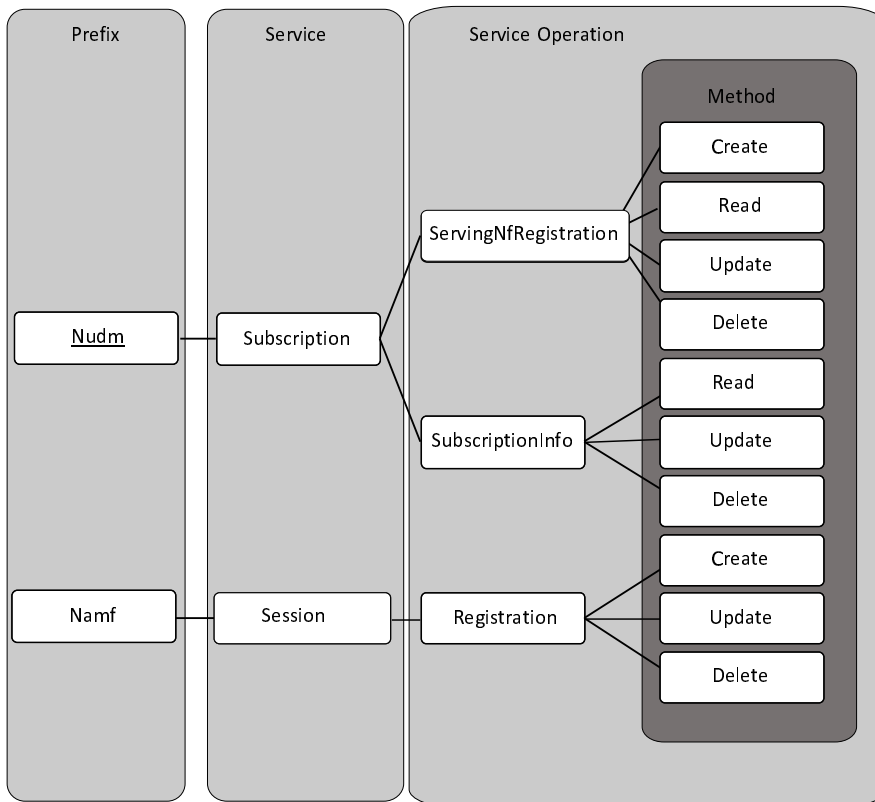 Prefix
Service
Service Operation
Method
Create
Read
ServingNfRegistration
Update
Delete
Nudm
Subscription
Read
SubscriptionInfo
Update
Delete
Create
Namf
Session
Registration
Update
Delete